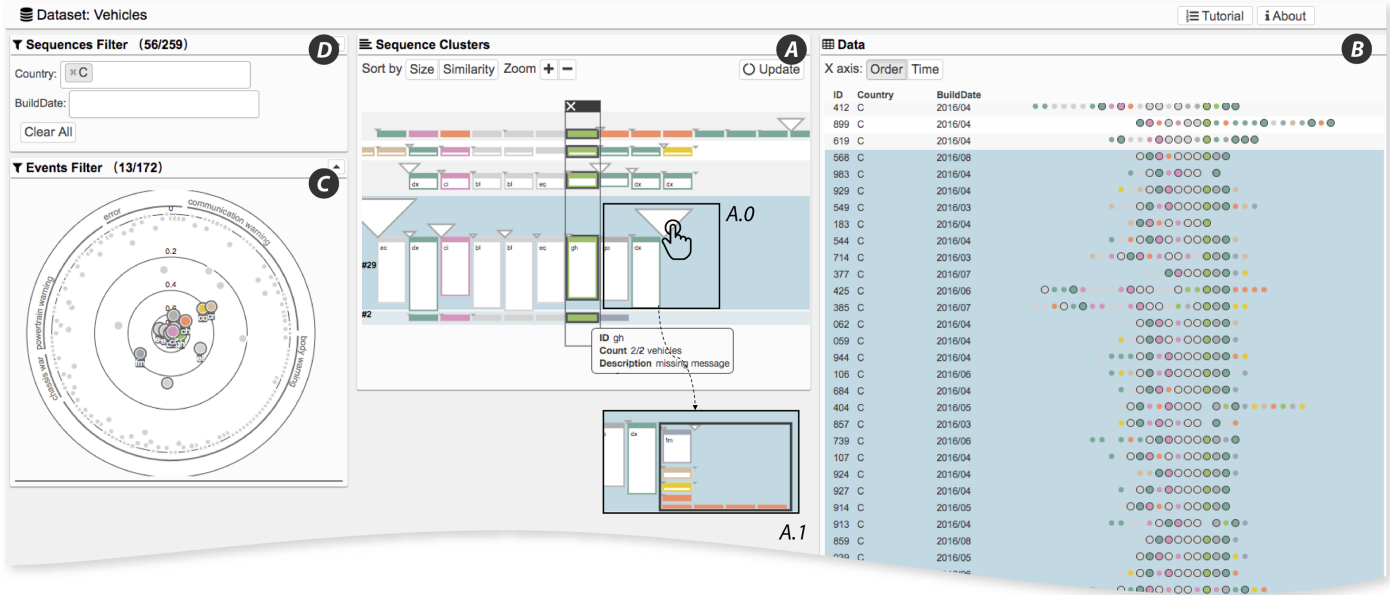 Dataset: Vehicles
Tutorial
About
Sequences Filter (56/259)
D
Country: ×C
BuildDate:
Clear All
Events Filter (13/172)
C
error
communication warning
powertrain warning
chassis war
body warning
0
0.2
0.4
Sequence Clusters
A
Sort by Size Similarity Zoom + −
Update
dx ci bl bl eq dx dx
A.0
ec dx ci bl bl eq gh go dx
#29
#2
ID gh
Count 2/2 vehicles
Description missing message
dx fm
A.1
Data
B
X axis: Order Time
ID Country BuildDate
412 C 2016/04
899 C 2016/04
619 C 2016/04
568 C 2016/08
983 C 2016/04
929 C 2016/04
549 C 2016/03
183 C 2016/04
544 C 2016/04
714 C 2016/03
377 C 2016/07
425 C 2016/06
385 C 2016/07
062 C 2016/04
059 C 2016/04
944 C 2016/04
106 C 2016/06
684 C 2016/04
404 C 2016/05
857 C 2016/03
739 C 2016/06
107 C 2016/04
924 C 2016/04
927 C 2016/04
914 C 2016/05
913 C 2016/04
859 C 2016/08
C 2016/05